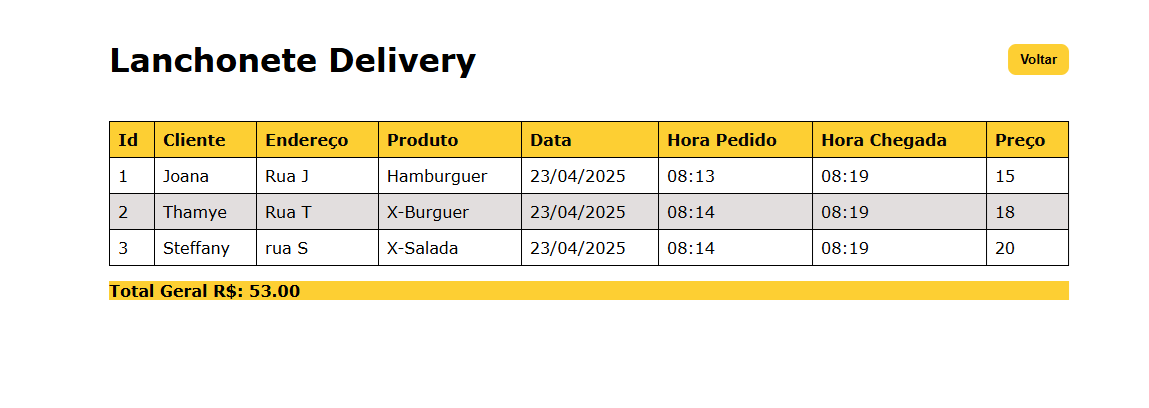 Lanchonete Delivery Voltar
Id Cliente Endereço Produto Data Hora Pedido Hora Chegada Preço
1 Joana Rua J Hamburguer 23/04/2025 08:13 08:19 15
2 Thamye Rua T X-Burguer 23/04/2025 08:14 08:19 18
3 Steffany rua S X-Salada 23/04/2025 08:14 08:19 20
Total Geral R$: 53.00